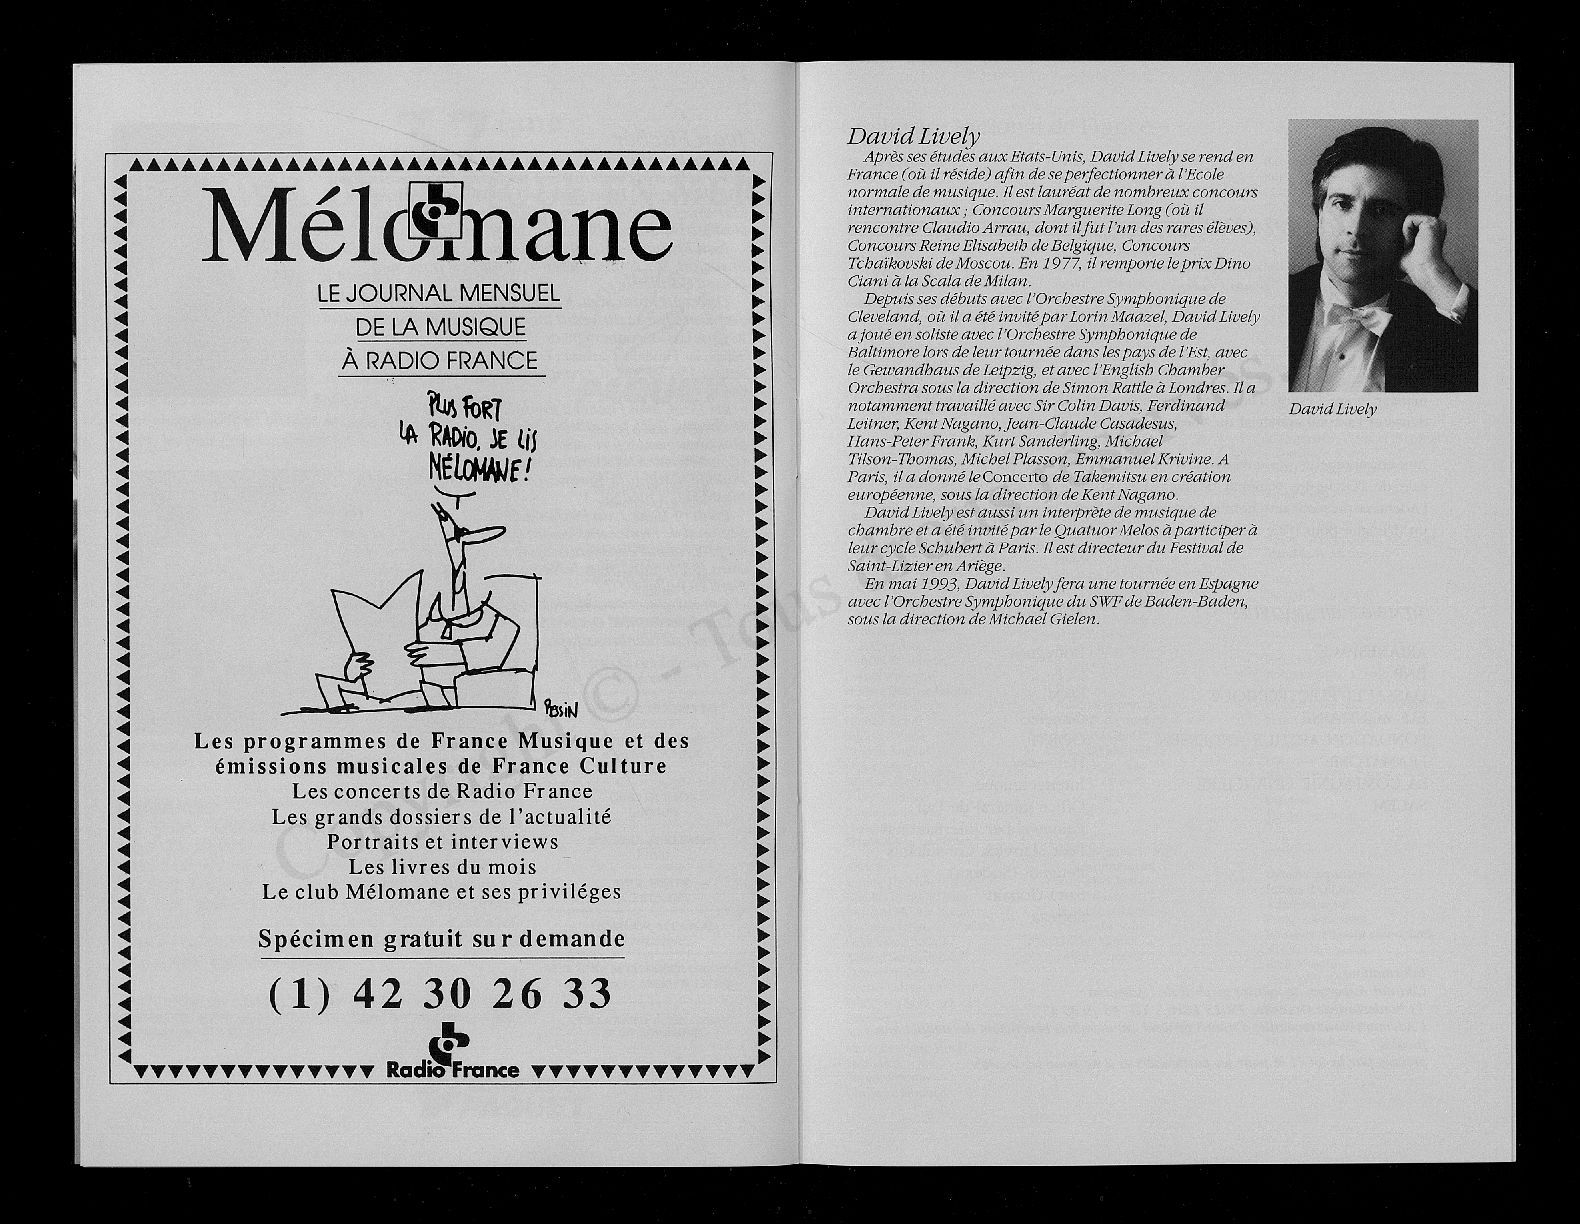 Mélomane
LE JOURNAL MENSUEL
DE LA MUSIQUE
À RADIO FRANCE
PLUS FORT
LA RADIO, JE LIS
MÉLOMANE !
PESSIN
Les programmes de France Musique et des
émissions musicales de France Culture
Les concerts de Radio France
Les grands dossiers de l'actualité
Portraits et interviews
Les livres du mois
Le club Mélomane et ses priviléges
Spécimen gratuit sur demande
(1) 42 30 26 33
Radio France
David Lively
Après ses études aux Etats-Unis, David Lively se rend en
France (où il réside) afin de se perfectionner à l'Ecole
normale de musique. Il est lauréat de nombreux concours
internationaux ; Concours Marguerite Long (où il
rencontre Claudio Arrau, dont il fut l'un des rares élèves),
Concours Reine Elisabeth de Belgique, Concours
Tchaïkovski de Moscou. En 1977, il remporte le prix Dino
Ciani à la Scala de Milan.
Depuis ses débuts avec l'Orchestre Symphonique de
Cleveland, où il a été invité par Lorin Maazel, David Lively
a joué en soliste avec l'Orchestre Symphonique de
Baltimore lors de leur tournée dans les pays de l'Est, avec
le Gewandhaus de Leipzig, et avec l'English Chamber
Orchestra sous la direction de Simon Rattle à Londres. Il a
notamment travaillé avec Sir Colin Davis, Ferdinand
Leitner, Kent Nagano, Jean-Claude Casadesus,
Hans-Peter Frank, Kurt Sanderling, Michael
Tilson-Thomas, Michel Plasson, Emmanuel Krivine. A
Paris, il a donné le Concerto de Takemitsu en création
européenne, sous la direction de Kent Nagano.
David Lively est aussi un interprète de musique de
chambre et a été invité par le Quatuor Melos à participer à
leur cycle Schubert à Paris. Il est directeur du Festival de
Saint-Lizier en Ariège.
En mai 1993, David Lively fera une tournée en Espagne
avec l'Orchestre Symphonique du SWF de Baden-Baden,
sous la direction de Michael Gielen.
David Lively
Copyright © - Tous